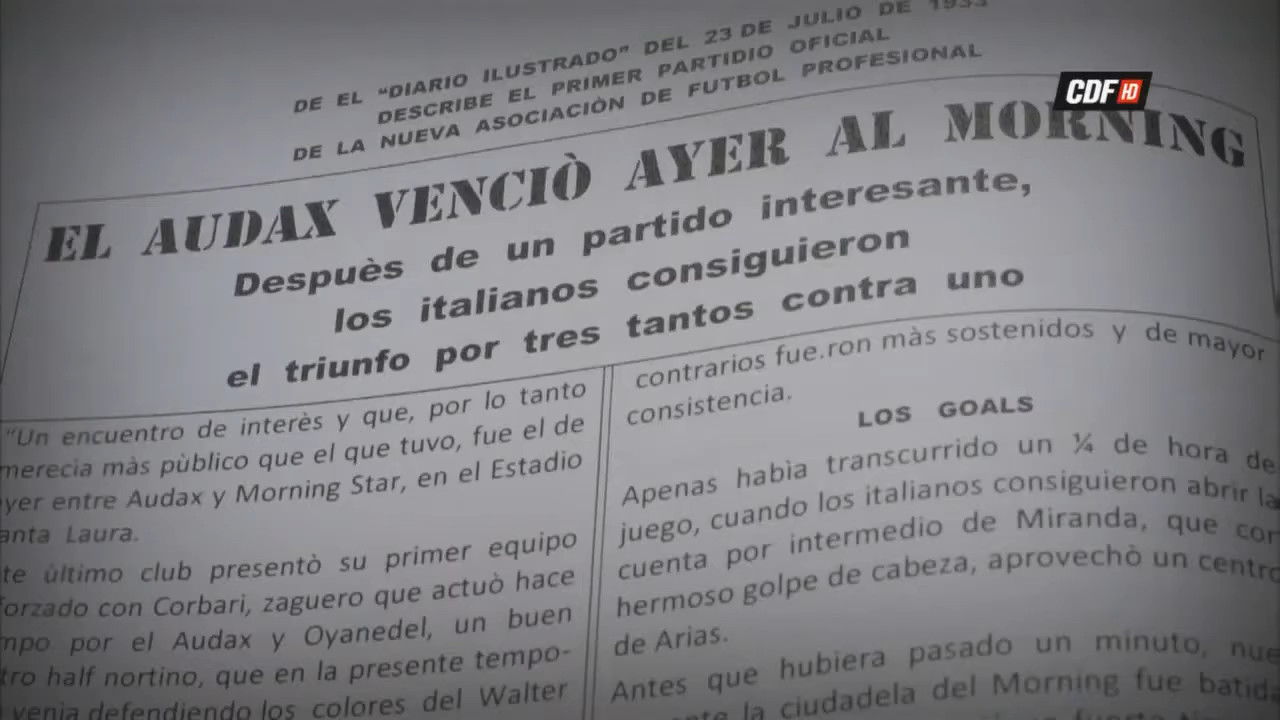 DE EL “DIARIO ILUSTRADO” DEL 23 DE JULIO DE 1933
DESCRIBE EL PRIMER PARTIDIO OFICIAL
DE LA NUEVA ASOCIACIÒN DE FUTBOL PROFESIONAL
CDF HD
EL AUDAX VENCIÒ AYER AL MORNING
Despuès de un partido interesante,
los italianos consiguieron
el triunfo por tres tantos contra uno
“Un encuentro de interès y que, por lo tanto
merecia màs pùblico que el que tuvo, fue el de
yer entre Audax y Morning Star, en el Estadio
anta Laura.
te ùltimo club presentò su primer equipo
forzado con Corbari, zaguero que actuò hace
mpo por el Audax y Oyanedel, un buen
tro half nortino, que en la presente tempo-
venia defendiendo los colores del Walter
contrarios fue.ron màs sostenidos y de mayor
consistencia.
LOS GOALS
Apenas habìa transcurrido un ¼ de hora de
juego, cuando los italianos consiguieron abrir la
cuenta por intermedio de Miranda, que con
hermoso golpe de cabeza, aprovechò un centro
de Arias.
Antes que hubiera pasado un minuto, nue
te la ciudadela del Morning fue batida